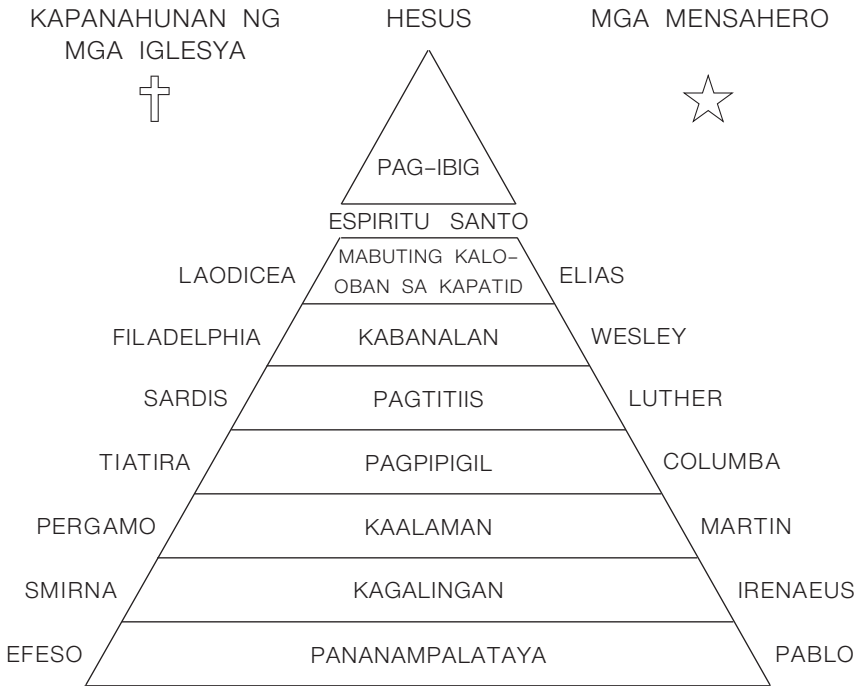 KAPANAHUNAN NG
MGA IGLESYA
HESUS
MGA MENSAHERO
PAG-IBIG
ESPIRITU SANTO
LAODICEA
MABUTING KALO-
OBAN SA KAPATID
ELIAS
FILADELPHIA
KABANALAN
WESLEY
SARDIS
PAGTITIIS
LUTHER
TIATIRA
PAGPIPIGIL
COLUMBA
PERGAMO
KAALAMAN
MARTIN
SMIRNA
KAGALINGAN
IRENAEUS
EFESO
PANANAMPALATAYA
PABLO